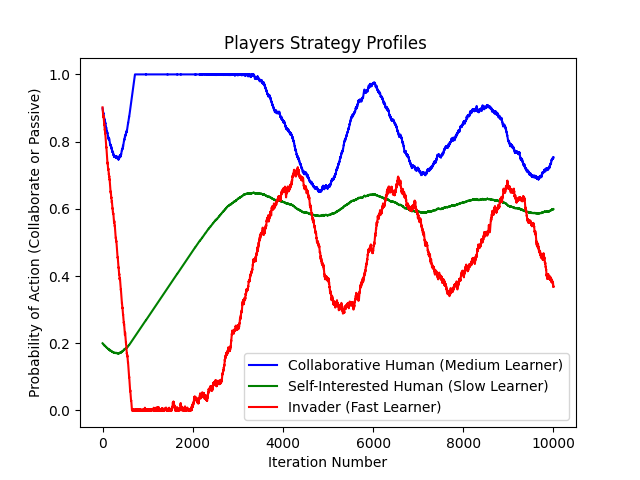 Players Strategy Profiles
Probability of Action (Collaborate or Passive)
1.0
0.8
0.6
0.4
0.2
0.0
Collaborative Human (Medium Learner)
Self-Interested Human (Slow Learner)
Invader (Fast Learner)
0 2000 4000 6000 8000 10000
Iteration Number